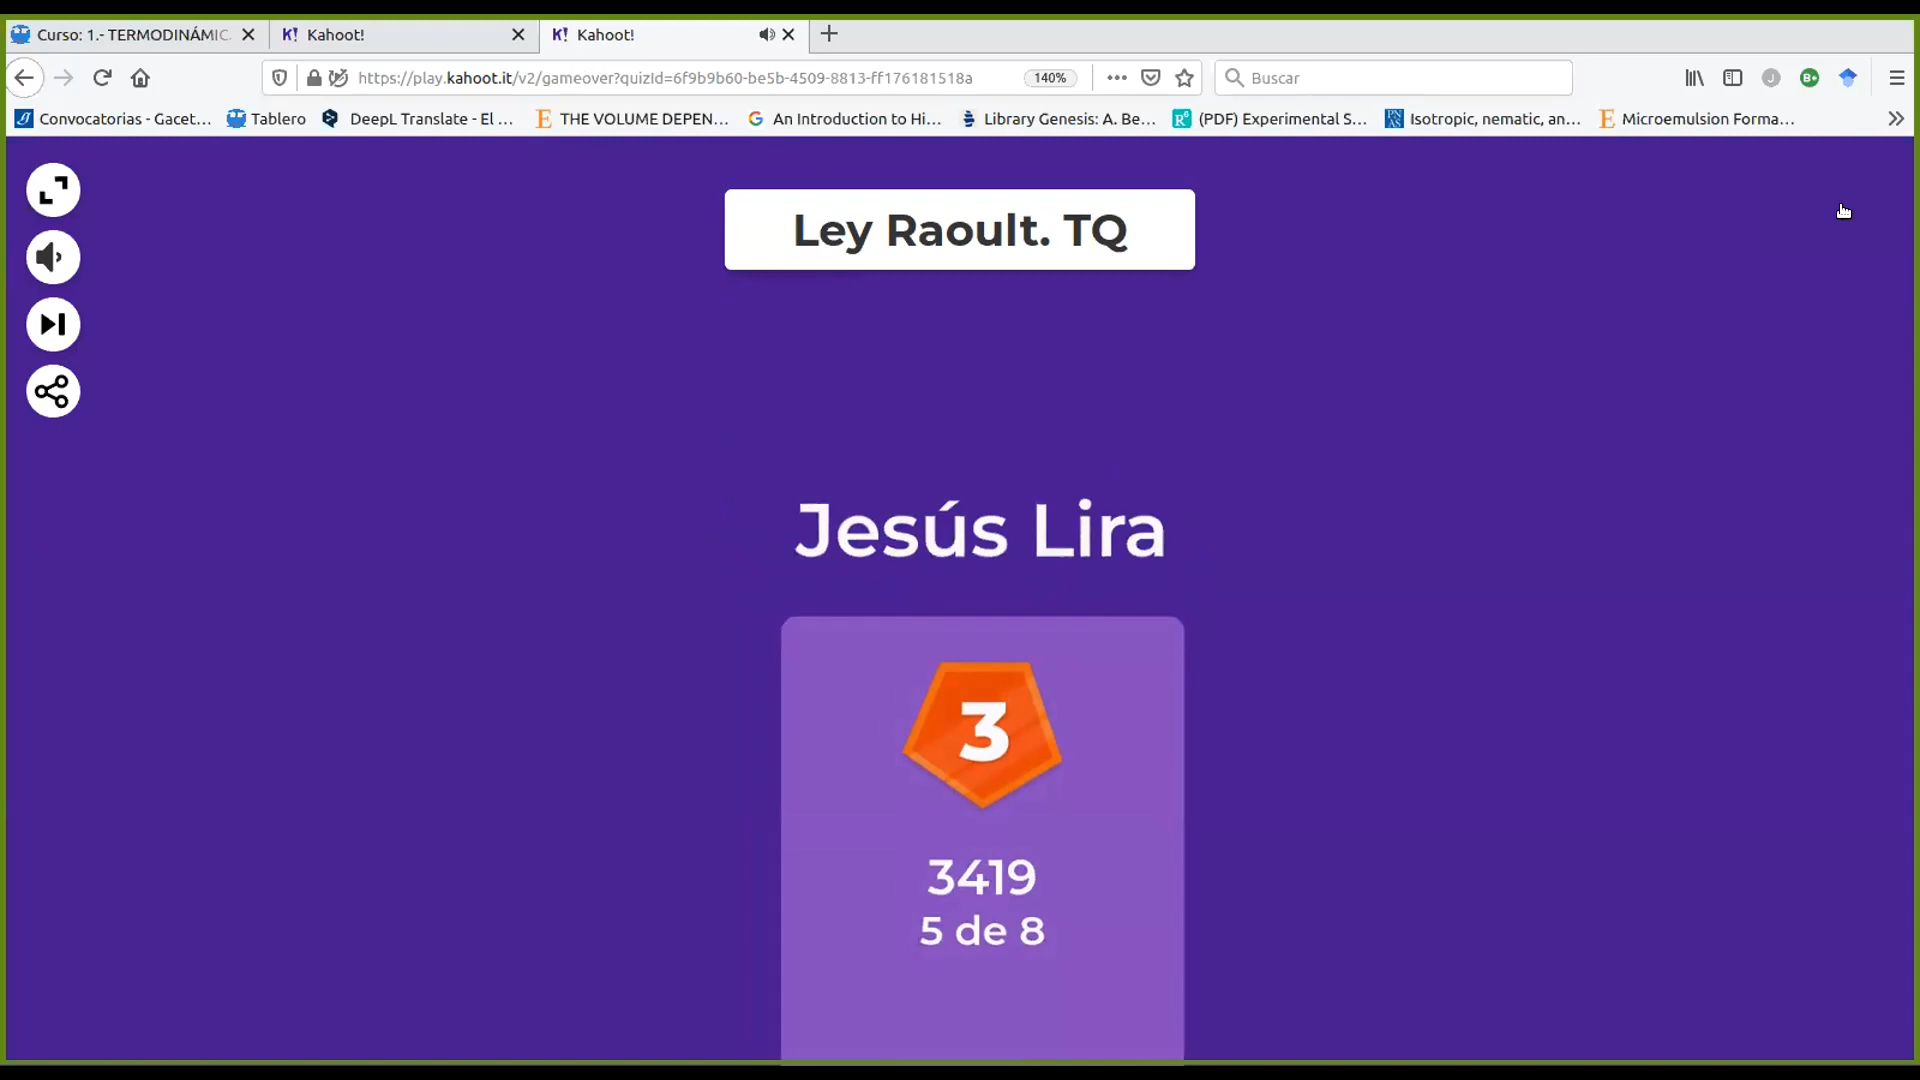 Curso: 1.- TERMODINÁMIC.
K! Kahoot!
K! Kahoot!
https://play.kahoot.it/v2/gameover?quizId=6f9b9b60-be5b-4509-8813-ff176181518a
140%
Buscar
Convocatorias - Gacet...
Tablero
DeepL Translate - El ...
THE VOLUME DEPEN...
An Introduction to Hi...
Library Genesis: A. Be...
(PDF) Experimental S...
Isotropic, nematic, an...
Microemulsion Forma...
Ley Raoult. TQ
Jesús Lira
3
3419
5 de 8